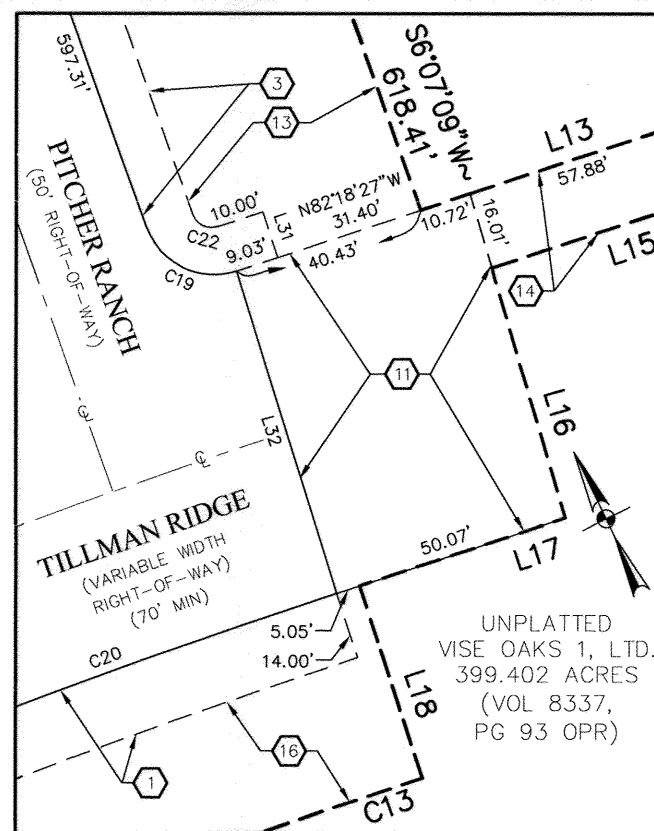 597.31'
3
13
S6°07'09"W~
618.41'
L13
57.88'
PITCHER RANCH
(50' RIGHT-OF-WAY)
10.00'
L31
N82°18'27"W
31.40'
10.72'
16.01'
C22
9.03'
40.43'
L15
C19
14
11
℄
L32
L16
℄
TILLMAN RIDGE
(VARIABLE WIDTH
RIGHT-OF-WAY)
(70' MIN)
50.07'
L17
5.05'
14.00'
C20
L18
UNPLATTED
VISE OAKS 1, LTD.
399.402 ACRES
(VOL 8337,
PG 93 OPR)
16
1
C13